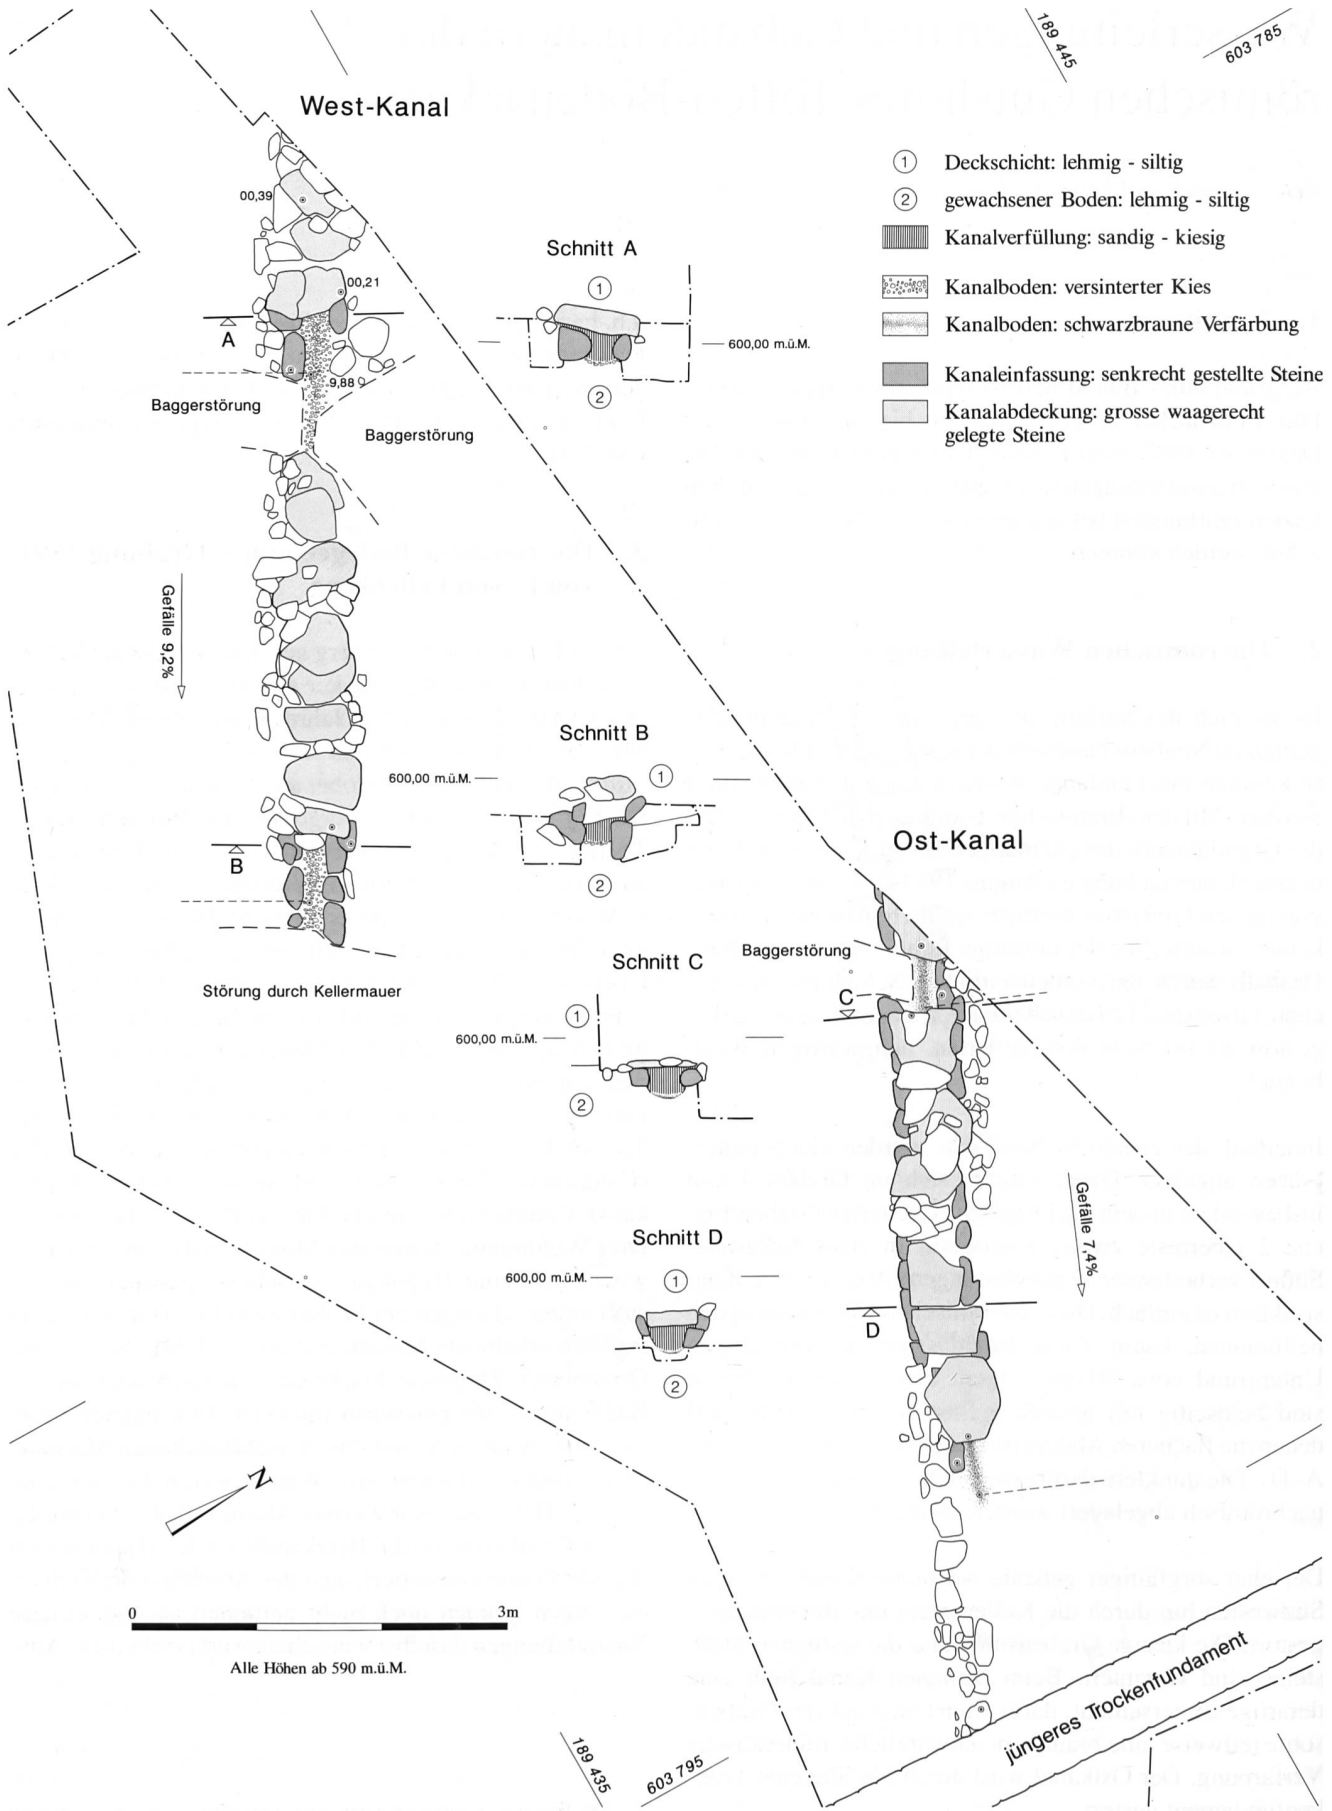 189 445
603 785
West-Kanal
1 Deckschicht: lehmig - siltig
2 gewachsener Boden: lehmig - siltig
Kanalverfüllung: sandig - kiesig
Kanalboden: versinterter Kies
Kanalboden: schwarzbraune Verfärbung
Kanaleinfassung: senkrecht gestellte Steine
Kanalabdeckung: grosse waagerecht
gelegte Steine
00,39
00,21
A
9,88
Baggerstörung
Baggerstörung
Gefälle 9,2%
B
Störung durch Kellermauer
Schnitt A
1
600,00 m.ü.M.
2
Schnitt B
600,00 m.ü.M.
1
2
Schnitt C
1
600,00 m.ü.M.
2
Schnitt D
600,00 m.ü.M.
1
2
Ost-Kanal
Baggerstörung
C
Gefälle 7,4%
D
N
0 3m
Alle Höhen ab 590 m.ü.M.
jüngeres Trockenfundament
189 435
603 795